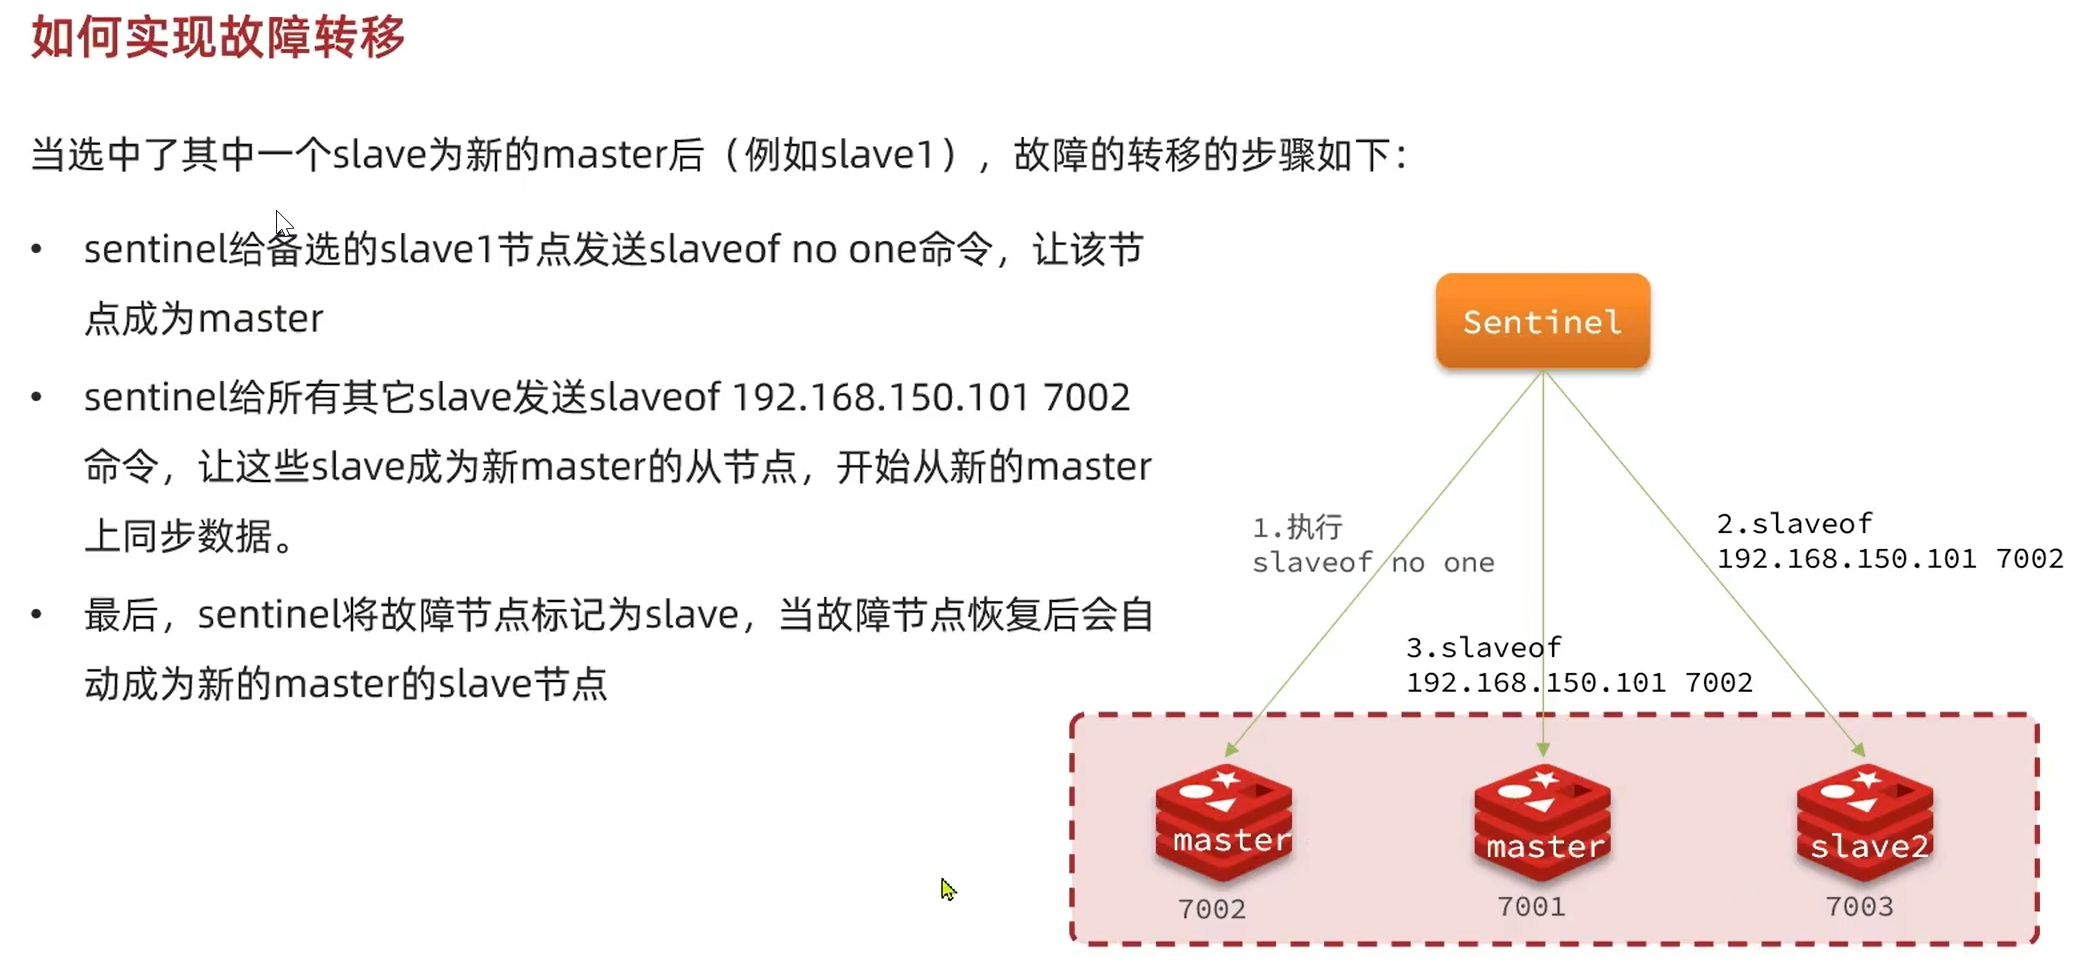 如何实现故障转移
当选中了其中一个slave为新的master后（例如slave1），故障的转移的步骤如下：
• sentinel给备选的slave1节点发送slaveof no one命令，让该节
点成为master
• sentinel给所有其它slave发送slaveof 192.168.150.101 7002
命令，让这些slave成为新master的从节点，开始从新的master
上同步数据。
• 最后，sentinel将故障节点标记为slave，当故障节点恢复后会自
动成为新的master的slave节点
Sentinel
1.执行
slaveof no one
2.slaveof
192.168.150.101 7002
3.slaveof
192.168.150.101 7002
master
master
slave2
7002
7001
7003